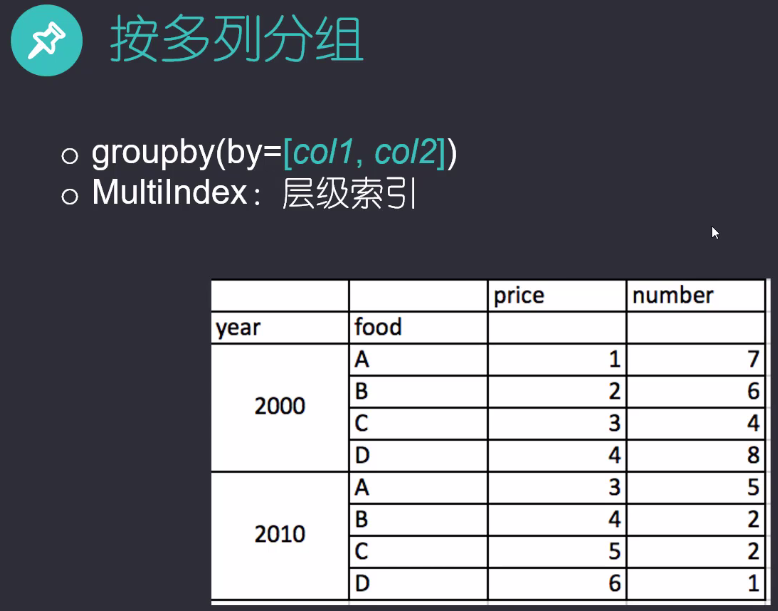 按多列分组
groupby(by=[col1, col2])
MultiIndex：层级索引
price number
year food
2000
A 1 7
B 2 6
C 3 4
D 4 8
2010
A 3 5
B 4 2
C 5 2
D 6 1